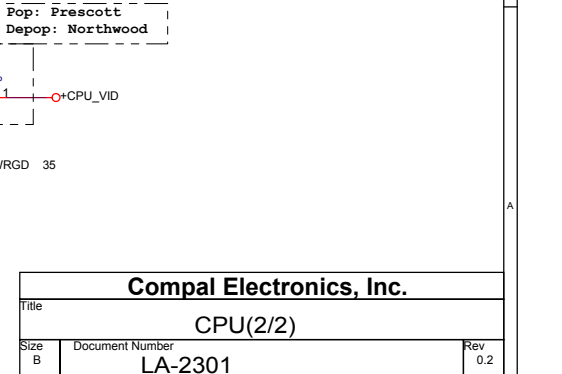 Pop: Prescott
Depop: Northwood
1
+CPU_VID
/RGD 35
A
Compal Electronics, Inc.
Title
CPU(2/2)
Size Document Number Rev
B LA-2301 0.2